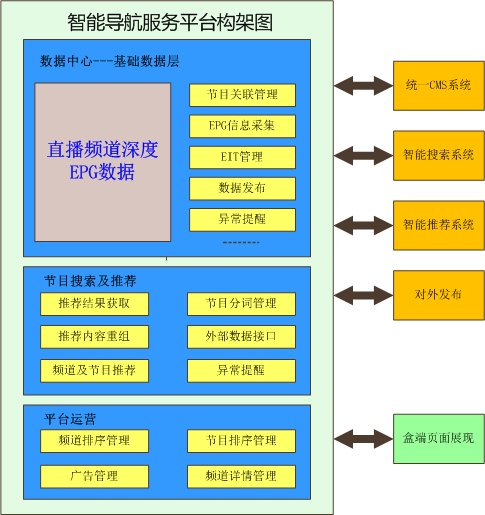 智能导航服务平台构架图
数据中心---基础数据层
直播频道深度
EPG数据
节目关联管理
EPG信息采集
EIT管理
数据发布
异常提醒
--------
节目搜索及推荐
推荐结果获取
节目分词管理
推荐内容重组
外部数据接口
频道及节目推荐
异常提醒
平台运营
频道排序管理
节目排序管理
广告管理
频道详情管理
统一CMS系统
智能搜索系统
智能推荐系统
对外发布
盒端页面展现